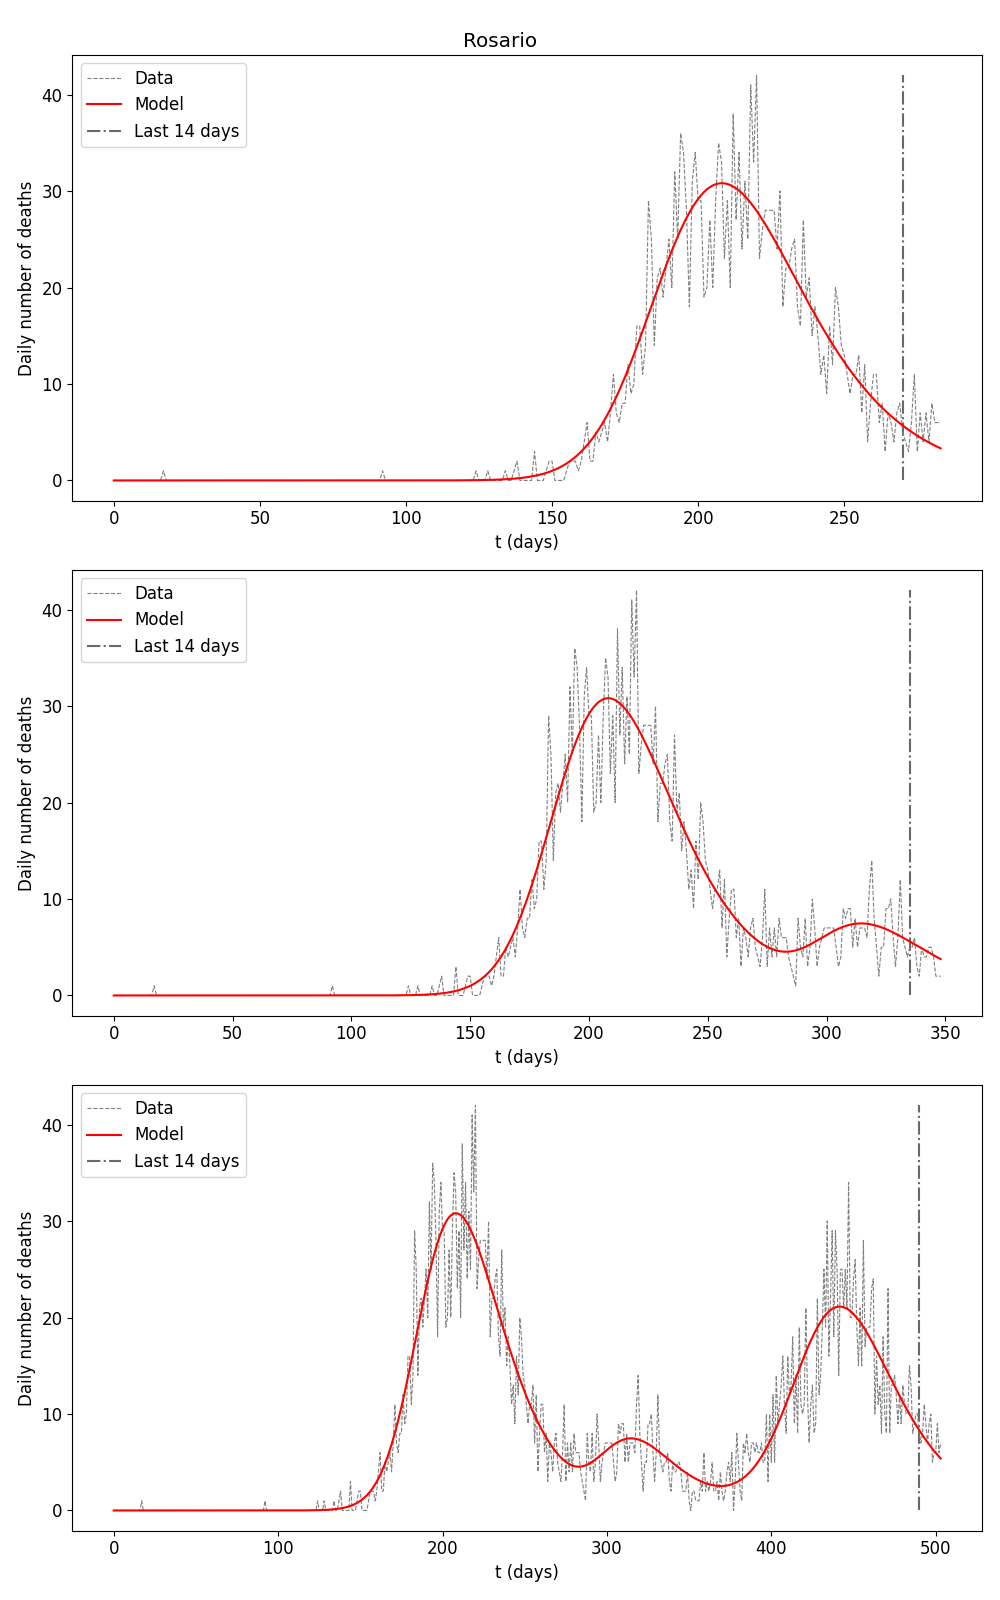 Rosario
Data
Model
Last 14 days
Daily number of deaths
40
30
20
10
0
0 50 100 150 200 250
t (days)
Data
Model
Last 14 days
Daily number of deaths
40
30
20
10
0
0 50 100 150 200 250 300 350
t (days)
Data
Model
Last 14 days
Daily number of deaths
40
30
20
10
0
0 100 200 300 400 500
t (days)